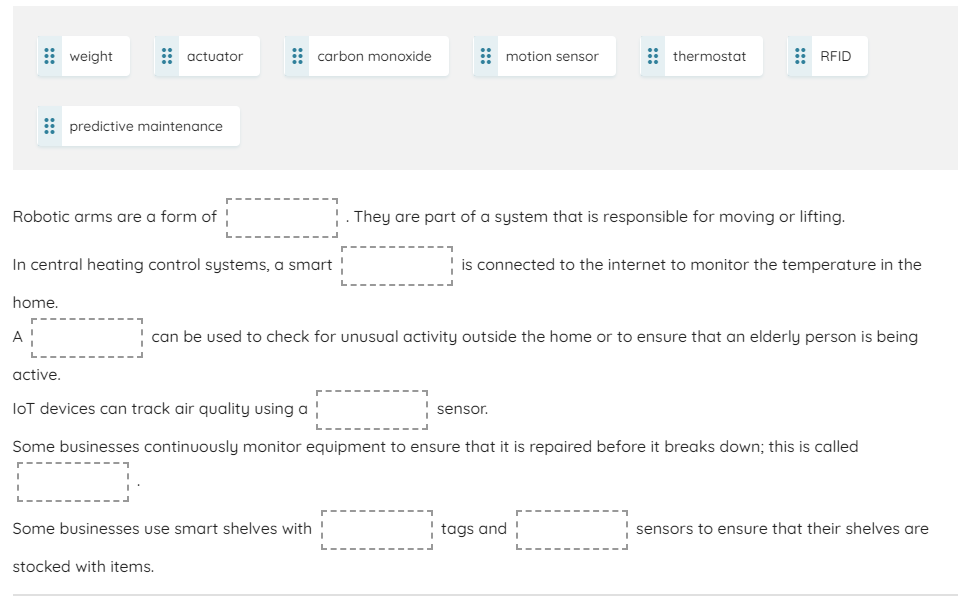 weight actuator carbon monoxide motion sensor thermostat RFID
predictive maintenance
Robotic arms are a form of . They are part of a system that is responsible for moving or lifting.
In central heating control systems, a smart is connected to the internet to monitor the temperature in the
home.
A can be used to check for unusual activity outside the home or to ensure that an elderly person is being
active.
IoT devices can track air quality using a sensor.
Some businesses continuously monitor equipment to ensure that it is repaired before it breaks down; this is called
.
Some businesses use smart shelves with tags and sensors to ensure that their shelves are
stocked with items.